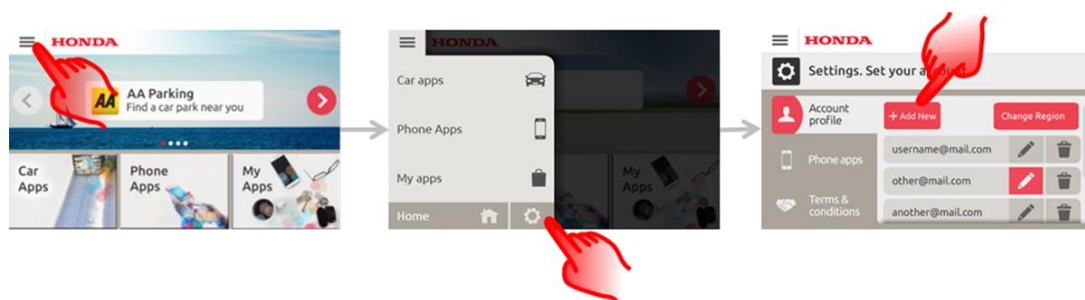 HONDA
AA
AA Parking
Find a car park near you
Car
Apps
Phone
Apps
My
Apps
HONDA
Car apps
Phone Apps
My apps
Home
My
Apps
HONDA
Settings. Set your account
Account
profile
+ Add New
Change Region
Phone apps
username@mail.com
other@mail.com
Terms &
conditions
another@mail.com